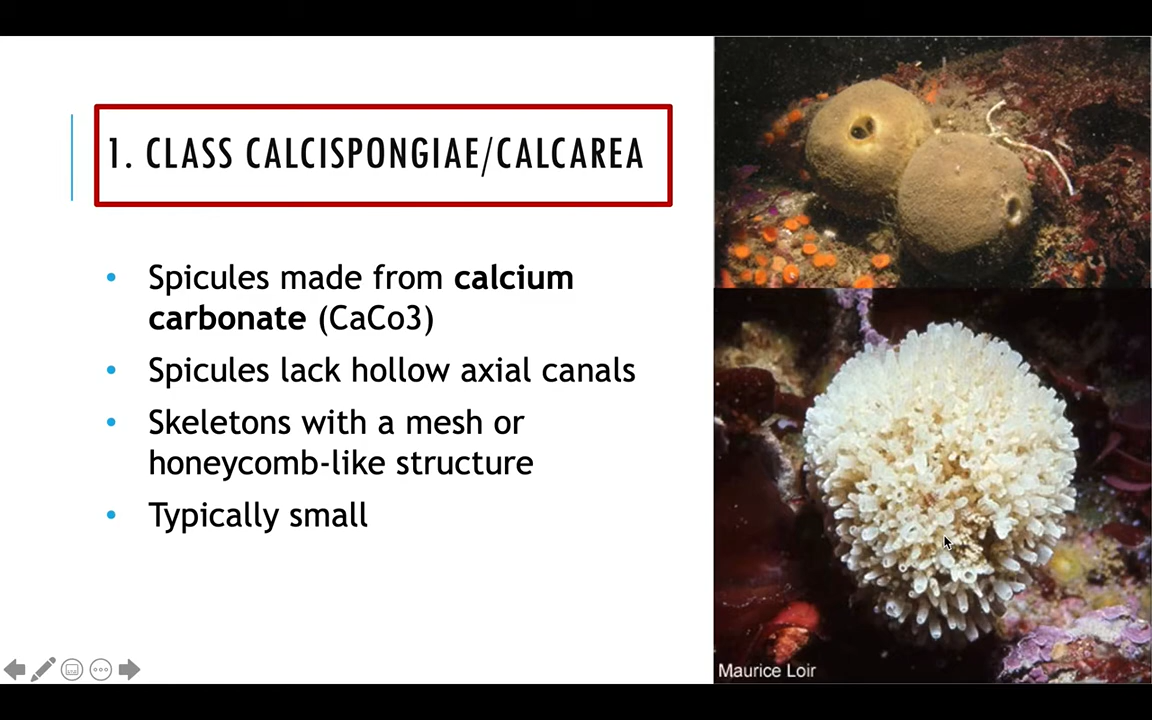 1. CLASS CALCISPONGIAE/CALCAREA
• Spicules made from calcium
carbonate (CaCo3)
• Spicules lack hollow axial canals
• Skeletons with a mesh or
honeycomb-like structure
• Typically small
Maurice Loir